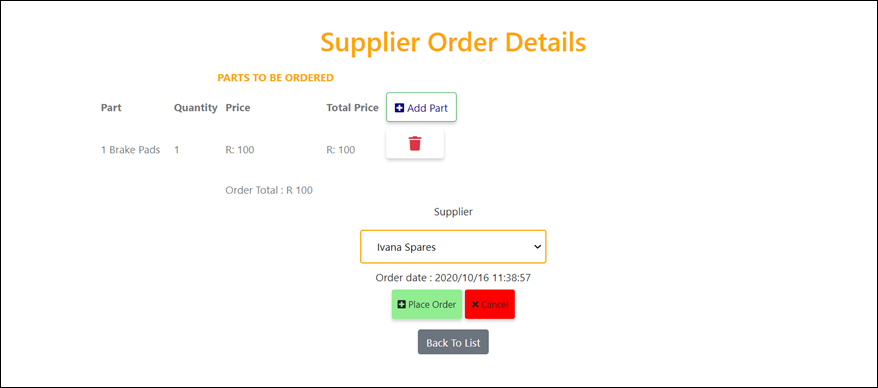 Supplier Order Details
PARTS TO BE ORDERED
Part Quantity Price Total Price Add Part
1 Brake Pads 1 R: 100 R: 100
Order Total : R 100
Supplier
Ivana Spares
Order date : 2020/10/16 11:38:57
Place Order Cancel
Back To List